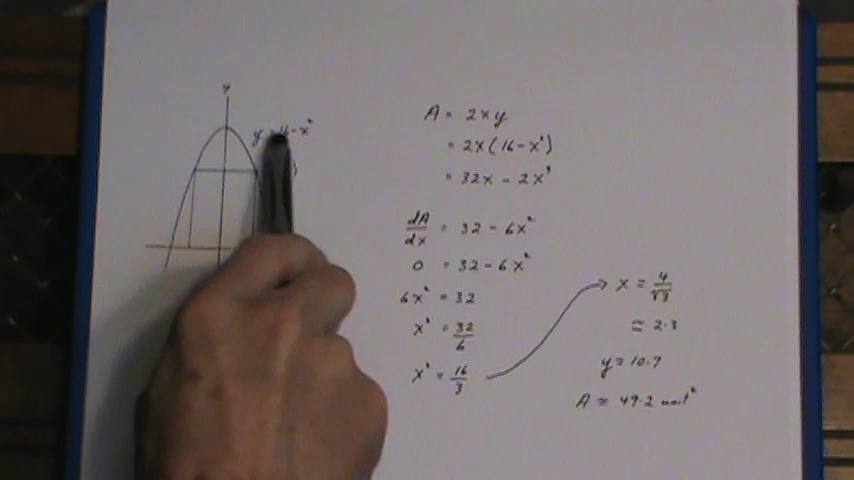 y
y = 16-x²
)
A = 2xy
= 2x(16-x²)
= 32x - 2x³
dA/dx = 32-6x²
0 = 32-6x²
6x² = 32
x² = 32/6
x² = 16/3
x = 4/√3
≈ 2.3
y ≈ 10.7
A ≈ 49.2 unit²